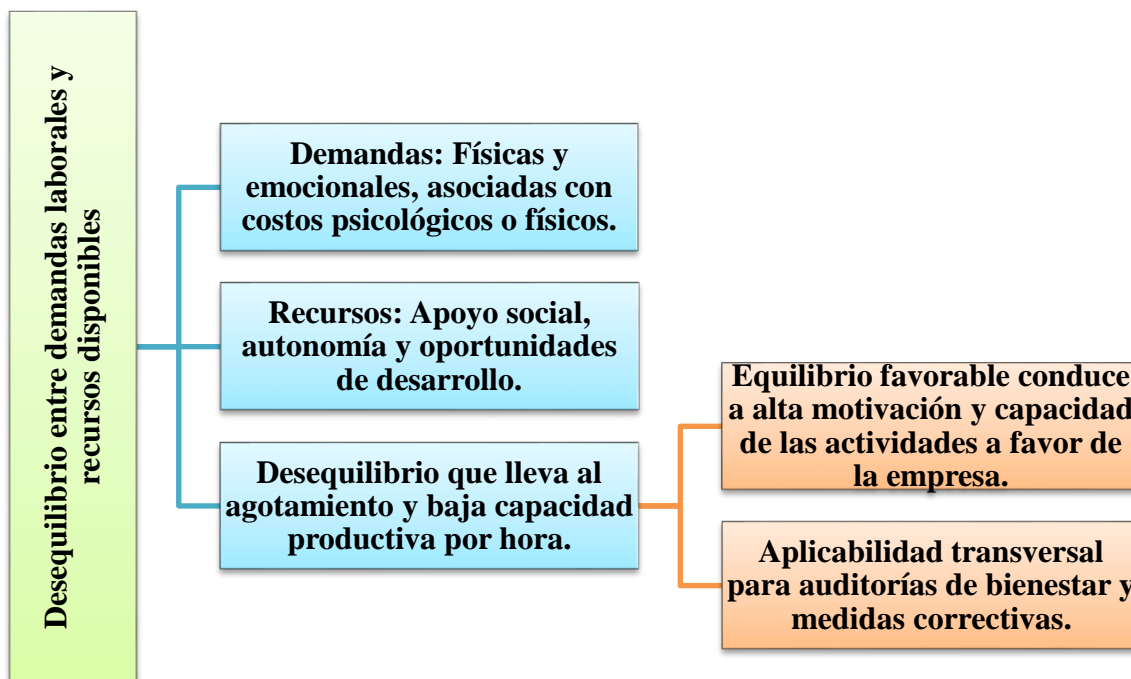 Desequilibrio entre demandas laborales y
recursos disponibles
Demandas: Físicas y
emocionales, asociadas con
costos psicológicos o físicos.
Recursos: Apoyo social,
autonomía y oportunidades
de desarrollo.
Desequilibrio que lleva al
agotamiento y baja capacidad
productiva por hora.
Equilibrio favorable conduce
a alta motivación y capacidad
de las actividades a favor de
la empresa.
Aplicabilidad transversal
para auditorías de bienestar y
medidas correctivas.